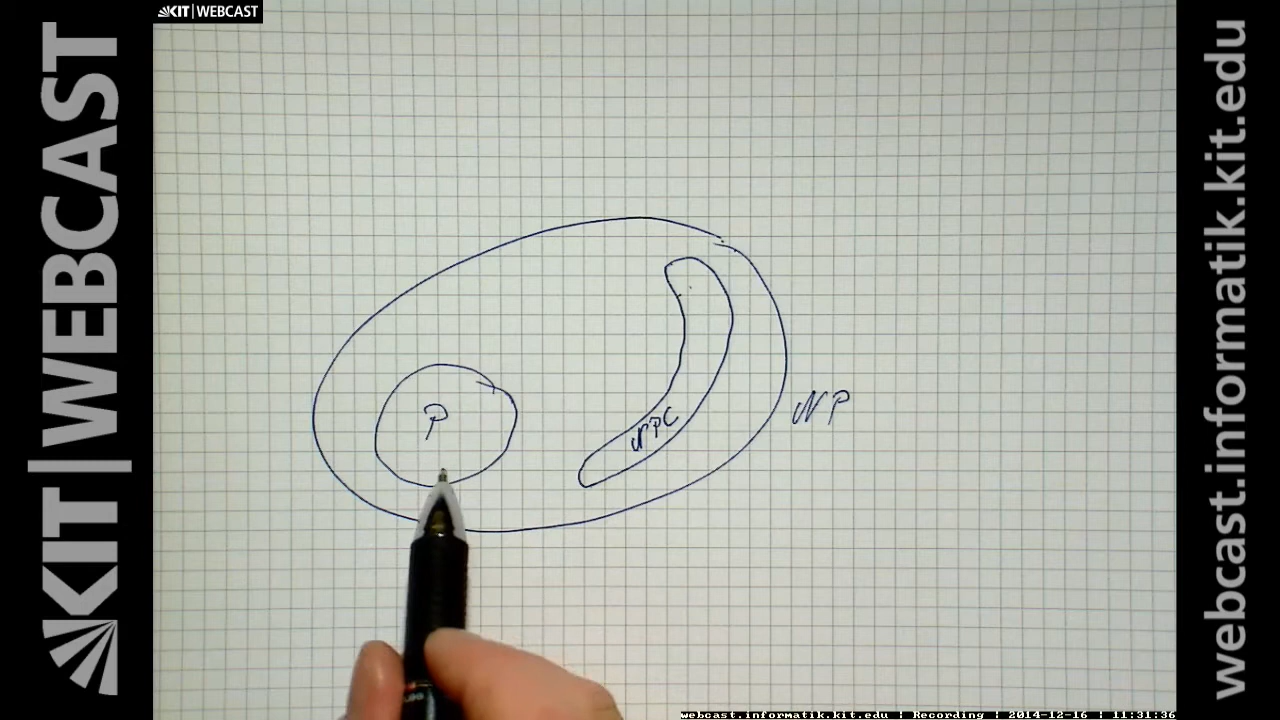 KIT | WEBCAST
KIT | WEBCAST
P
NPC
NP
webcast.informatik.kit.edu
webcast.informatik.kit.edu | Recording | 2014-12-16 | 11:31:36